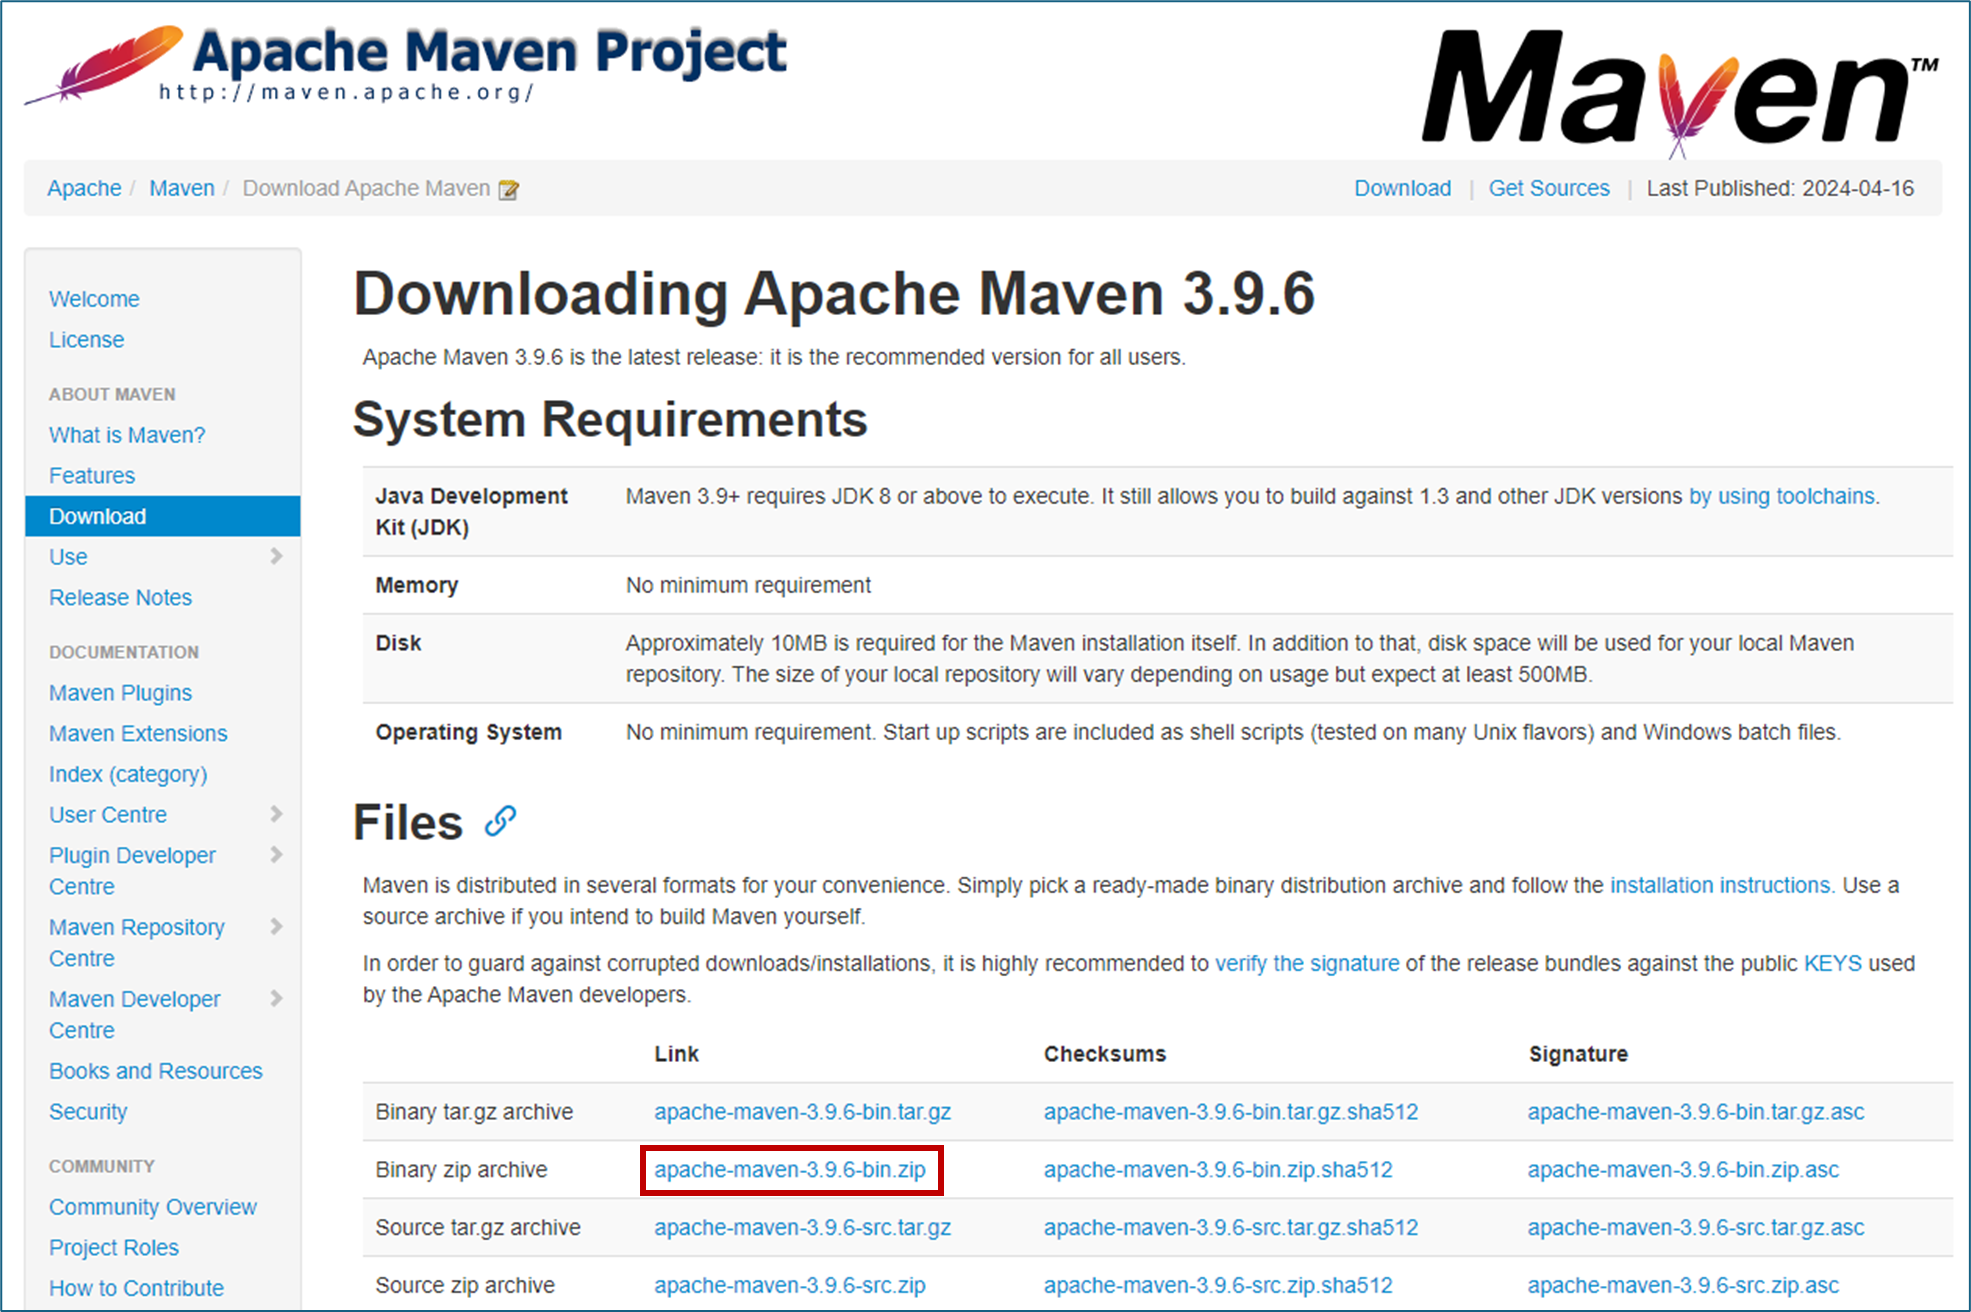 Apache Maven Project
http://maven.apache.org/
Maven™
Apache / Maven / Download Apache Maven
Download | Get Sources | Last Published: 2024-04-16
Welcome
License
ABOUT MAVEN
What is Maven?
Features
Download
Use
Release Notes
DOCUMENTATION
Maven Plugins
Maven Extensions
Index (category)
User Centre
Plugin Developer
Centre
Maven Repository
Centre
Maven Developer
Centre
Books and Resources
Security
COMMUNITY
Community Overview
Project Roles
How to Contribute
Downloading Apache Maven 3.9.6
Apache Maven 3.9.6 is the latest release: it is the recommended version for all users.
System Requirements
Java Development
Kit (JDK)
Maven 3.9+ requires JDK 8 or above to execute. It still allows you to build against 1.3 and other JDK versions by using toolchains.
Memory
No minimum requirement
Disk
Approximately 10MB is required for the Maven installation itself. In addition to that, disk space will be used for your local Maven
repository. The size of your local repository will vary depending on usage but expect at least 500MB.
Operating System
No minimum requirement. Start up scripts are included as shell scripts (tested on many Unix flavors) and Windows batch files.
Files
Maven is distributed in several formats for your convenience. Simply pick a ready-made binary distribution archive and follow the installation instructions. Use a
source archive if you intend to build Maven yourself.
In order to guard against corrupted downloads/installations, it is highly recommended to verify the signature of the release bundles against the public KEYS used
by the Apache Maven developers.
Link Checksums Signature
Binary tar.gz archive apache-maven-3.9.6-bin.tar.gz apache-maven-3.9.6-bin.tar.gz.sha512 apache-maven-3.9.6-bin.tar.gz.asc
Binary zip archive apache-maven-3.9.6-bin.zip apache-maven-3.9.6-bin.zip.sha512 apache-maven-3.9.6-bin.zip.asc
Source tar.gz archive apache-maven-3.9.6-src.tar.gz apache-maven-3.9.6-src.tar.gz.sha512 apache-maven-3.9.6-src.tar.gz.asc
Source zip archive apache-maven-3.9.6-src.zip apache-maven-3.9.6-src.zip.sha512 apache-maven-3.9.6-src.zip.asc